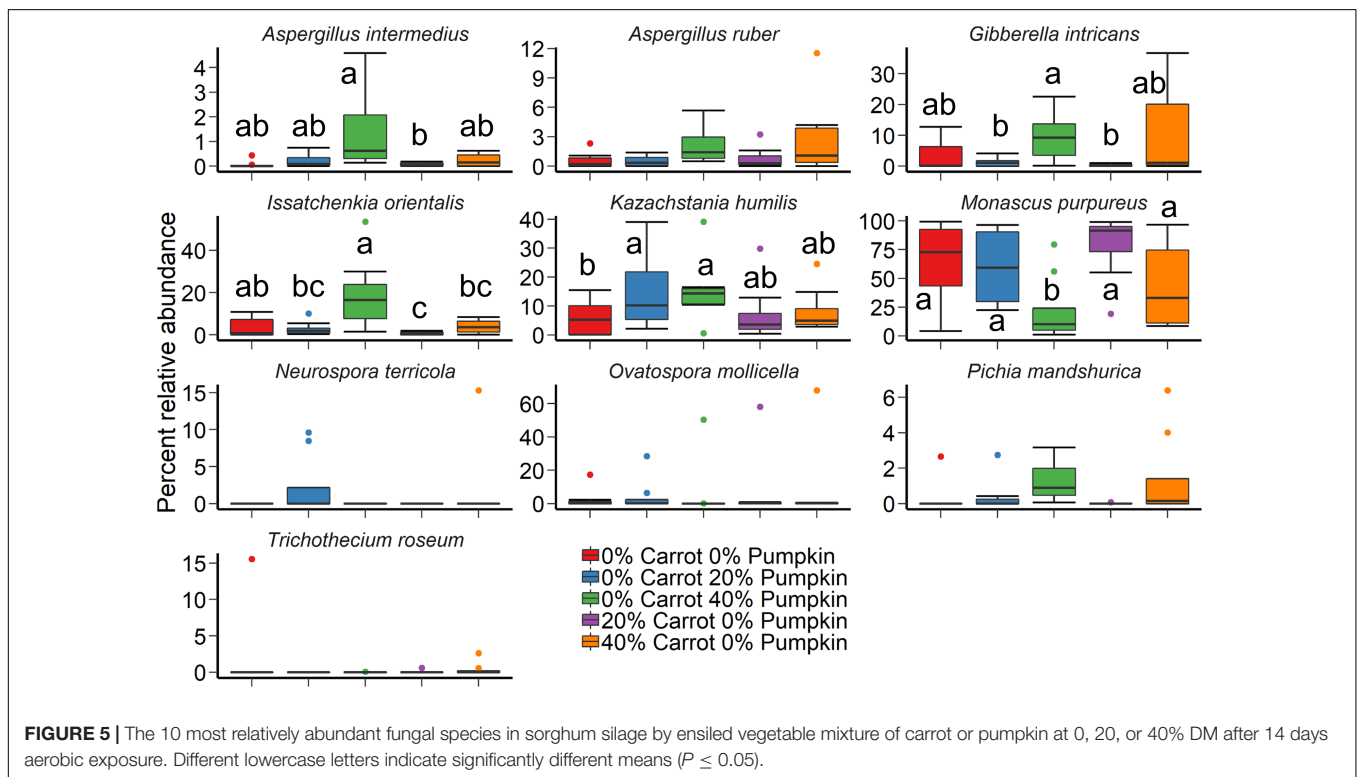 Aspergillus intermedius
Aspergillus ruber
Gibberella intricans
4
3
2
1
0
ab
ab
a
b
ab
12
9
6
3
0
30
20
10
0
ab
b
a
b
ab
Percent relative abundance
Issatchenkia orientalis
Kazachstania humilis
Monascus purpureus
40
20
0
ab
bc
a
c
bc
40
30
20
10
0
b
a
a
ab
ab
100
75
50
25
0
a
a
b
a
a
Neurospora terricola
Ovatospora mollicella
Pichia mandshurica
15
10
5
0
60
40
20
0
6
4
2
0
Trichothecium roseum
15
10
5
0
0% Carrot 0% Pumpkin
0% Carrot 20% Pumpkin
0% Carrot 40% Pumpkin
20% Carrot 0% Pumpkin
40% Carrot 0% Pumpkin
FIGURE 5 | The 10 most relatively abundant fungal species in sorghum silage by ensiled vegetable mixture of carrot or pumpkin at 0, 20, or 40% DM after 14 days
aerobic exposure. Different lowercase letters indicate significantly different means (P ≤ 0.05).